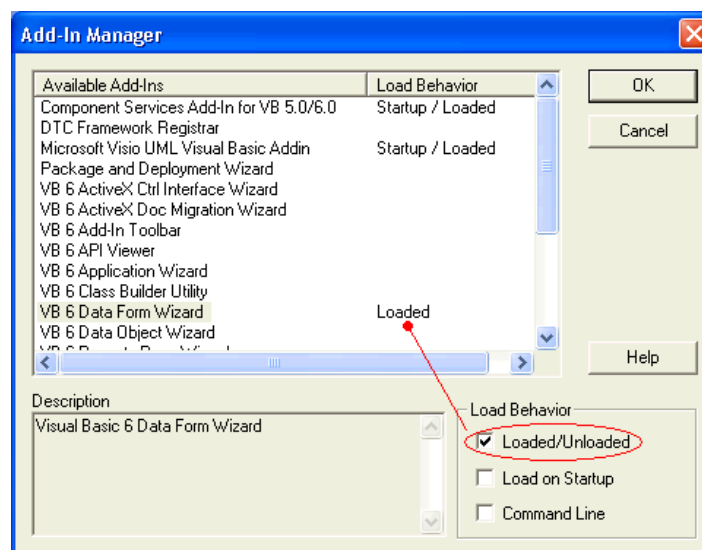 Add-In Manager
Available Add-Ins Load Behavior
Component Services Add-In for VB 5.0/6.0 Startup / Loaded
DTC Framework Registrar
Microsoft Visio UML Visual Basic Addin Startup / Loaded
Package and Deployment Wizard
VB 6 ActiveX Ctrl Interface Wizard
VB 6 ActiveX Doc Migration Wizard
VB 6 Add-In Toolbar
VB 6 API Viewer
VB 6 Application Wizard
VB 6 Class Builder Utility
VB 6 Data Form Wizard Loaded
VB 6 Data Object Wizard
OK
Cancel
Help
Description
Visual Basic 6 Data Form Wizard
Load Behavior
Loaded/Unloaded
Load on Startup
Command Line